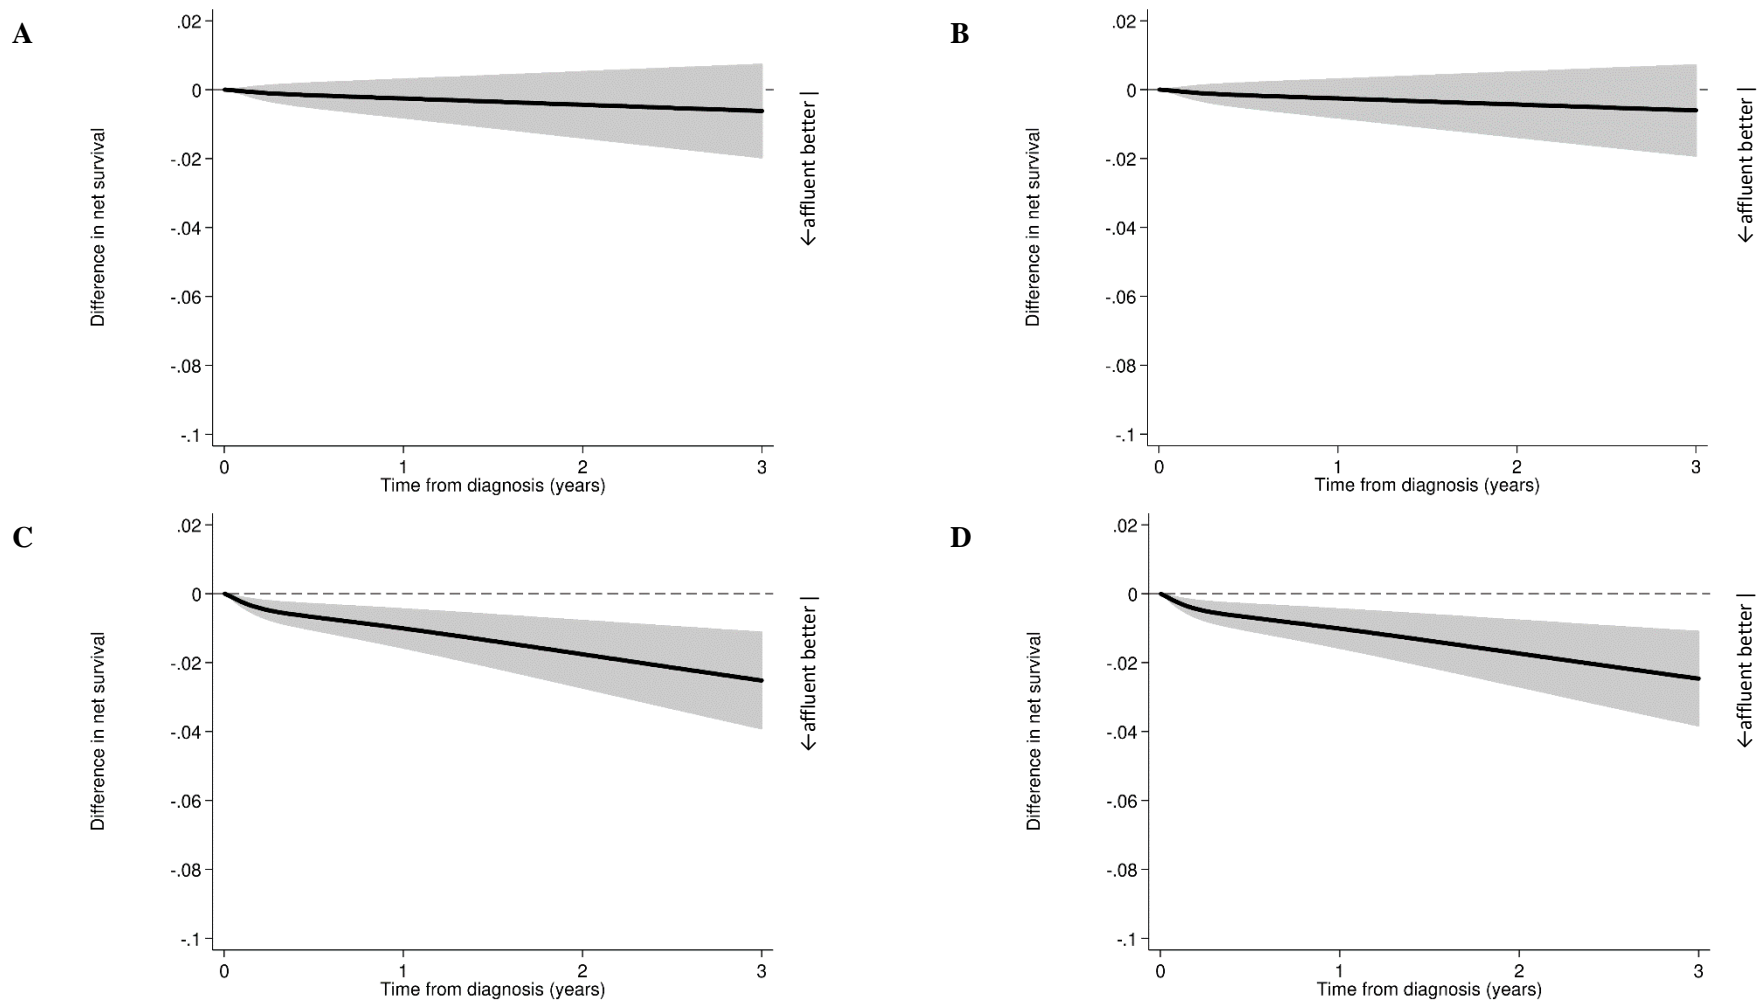 A
.02
0
-.02
-.04
-.06
-.08
-.1
Difference in net survival
0
1
2
3
Time from diagnosis (years)
←affluent better |
B
.02
0
-.02
-.04
-.06
-.08
-.1
Difference in net survival
0
1
2
3
Time from diagnosis (years)
←affluent better |
C
.02
0
-.02
-.04
-.06
-.08
-.1
Difference in net survival
0
1
2
3
Time from diagnosis (years)
←affluent better |
D
.02
0
-.02
-.04
-.06
-.08
-.1
Difference in net survival
0
1
2
3
Time from diagnosis (years)
←affluent better |